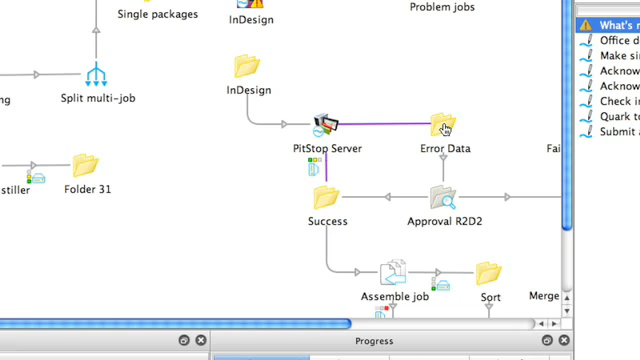 Single packages
InDesign
Problem jobs
What's
Office d
Make si
Acknow
Acknow
Check in
Quark to
Submit a
InDesign
Split multi-job
PitStop Server
Error Data
Fai
stiller
Folder 31
Success
Approval R2D2
Assemble job
Sort
Merge
Progress